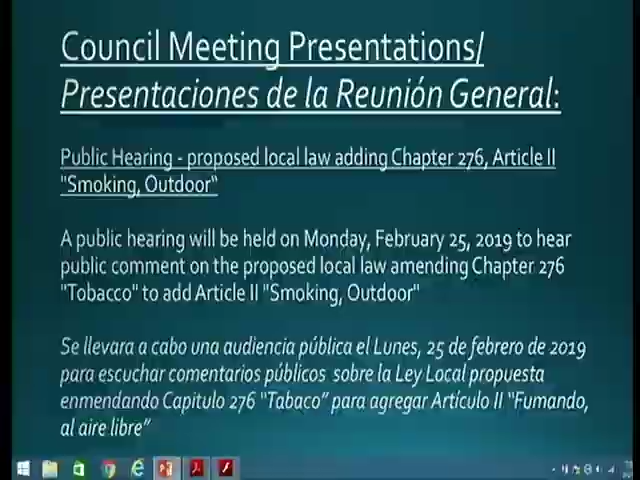 Council Meeting Presentations/
Presentaciones de la Reunión General:
Public Hearing - proposed local law adding Chapter 276, Article II
"Smoking, Outdoor"
A public hearing will be held on Monday, February 25, 2019 to hear
public comment on the proposed local law amending Chapter 276
"Tobacco" to add Article II "Smoking, Outdoor"
Se llevara a cabo una audiencia pública el Lunes, 25 de febrero de 2019
para escuchar comentarios públicos sobre la Ley Local propuesta
enmendando Capitulo 276 "Tabaco" para agregar Artículo II "Fumando,
al aire libre"